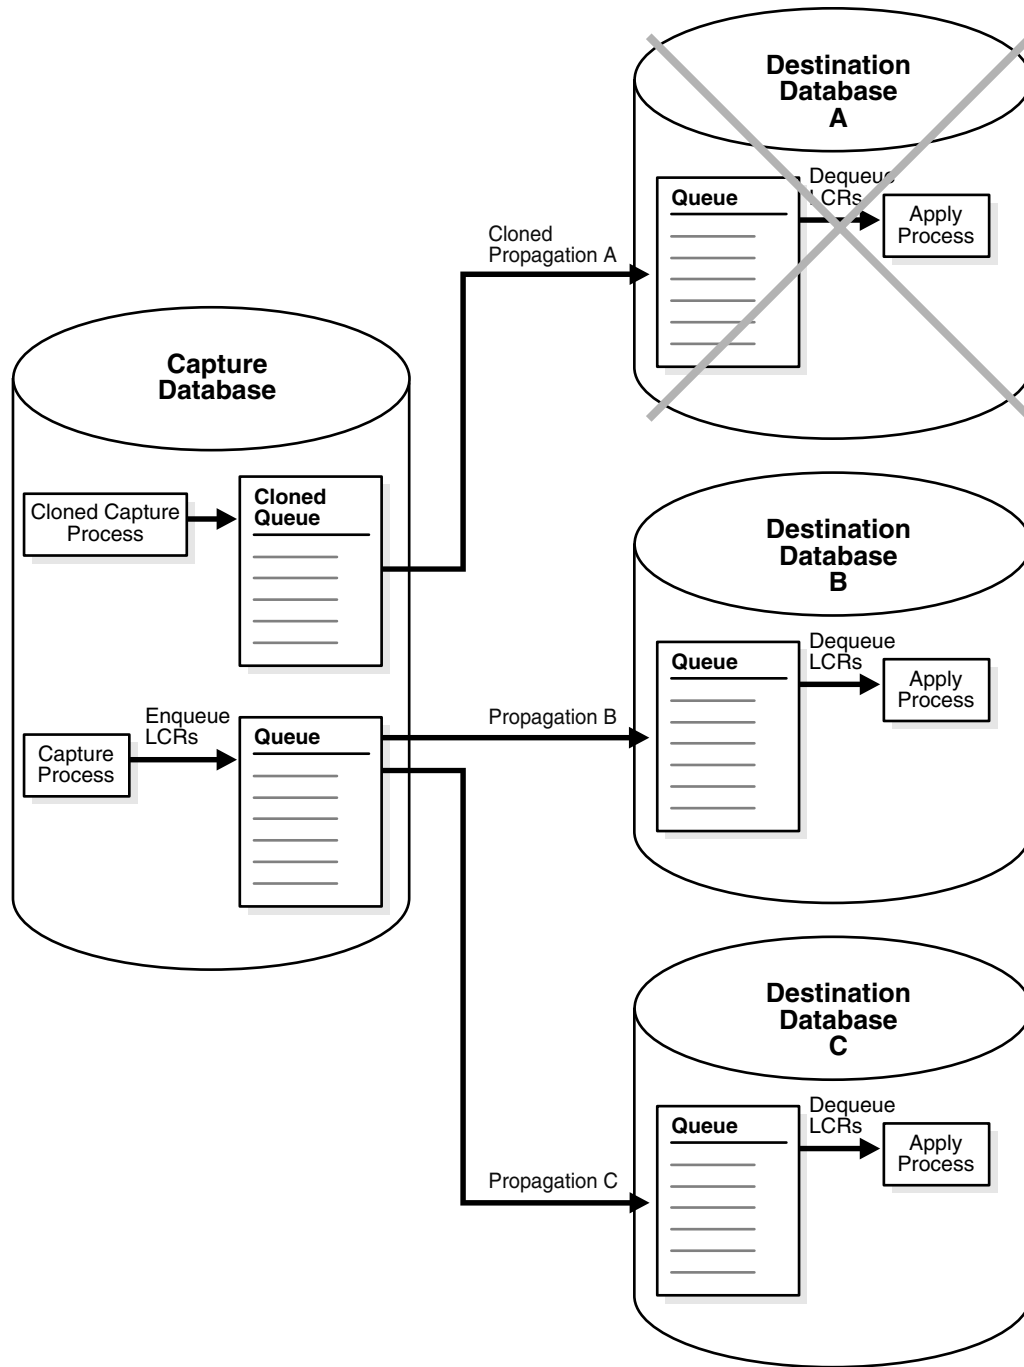 Destination
Database
A
Queue
Dequeue
LCRs
Apply
Process
Cloned
Propagation A
Capture
Database
Cloned Capture
Process
Cloned
Queue
Enqueue
LCRs
Capture
Process
Queue
Propagation B
Destination
Database
B
Queue
Dequeue
LCRs
Apply
Process
Propagation C
Destination
Database
C
Queue
Dequeue
LCRs
Apply
Process